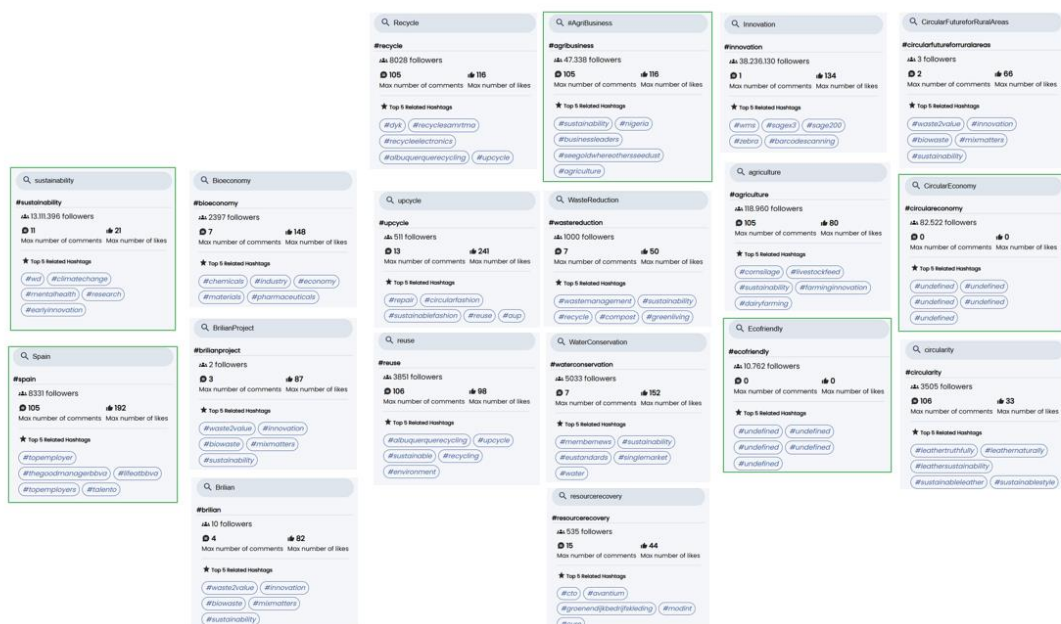 Recycle
#recycle
8028 followers
105 116
Max number of comments Max number of likes
★ Top 5 Related Hashtags
#dyk #recyclesamrtma
#recycleelectronics
#albuquerquerecycling #upcycle
#AgriBusiness
#agribusiness
47.338 followers
105 116
Max number of comments Max number of likes
★ Top 5 Related Hashtags
#sustainability #nigeria
#businessleaders
#seegoldwhereothersseedust
#agriculture
Innovation
#innovation
38.236.130 followers
1 134
Max number of comments Max number of likes
★ Top 5 Related Hashtags
#wms #sagex3 #sage200
#zebra #barcodescanning
CircularFutureforRuralAreas
#circularfutureforruralareas
3 followers
2 66
Max number of comments Max number of likes
★ Top 5 Related Hashtags
#waste2value #innovation
#biowaste #mixmatters
#sustainability
sustainability
#sustainability
13.111.396 followers
11 21
Max number of comments Max number of likes
★ Top 5 Related Hashtags
#wd #climatechange
#mentalhealth #research
#earlyinnovation
Bioeconomy
#bioeconomy
2397 followers
7 148
Max number of comments Max number of likes
★ Top 5 Related Hashtags
#chemicals #industry #economy
#materials #pharmaceuticals
upcycle
#upcycle
511 followers
13 241
Max number of comments Max number of likes
★ Top 5 Related Hashtags
#repair #circularfashion
#sustainablefashion #reuse #aup
WasteReduction
#wastereduction
1000 followers
7 50
Max number of comments Max number of likes
★ Top 5 Related Hashtags
#wastemanagement #sustainability
#recycle #compost #greenliving
agriculture
#agriculture
118.960 followers
105 80
Max number of comments Max number of likes
★ Top 5 Related Hashtags
#cornsilage #livestockfeed
#sustainability #farminginnovation
#dairyfarming
CircularEconomy
#circulareconomy
82.522 followers
0 0
Max number of comments Max number of likes
★ Top 5 Related Hashtags
#undefined #undefined
#undefined #undefined
#undefined
Spain
#spain
8331 followers
105 192
Max number of comments Max number of likes
★ Top 5 Related Hashtags
#topemployer
#thegoodmanagerbbva #lifeatbbva
#topemployers #talento
BrilianProject
#brilianproject
2 followers
3 87
Max number of comments Max number of likes
★ Top 5 Related Hashtags
#waste2value #innovation
#biowaste #mismatters
#sustainability
reuse
#reuse
3851 followers
106 98
Max number of comments Max number of likes
★ Top 5 Related Hashtags
#albuquerquerecycling #upcycle
#sustainable #recycling
#environment
WaterConservation
#waterconservation
5033 followers
7 152
Max number of comments Max number of likes
★ Top 5 Related Hashtags
#membernews #sustainability
#eustandards #singlemarket
#water
Ecofriendly
#ecofriendly
10.762 followers
0 0
Max number of comments Max number of likes
★ Top 5 Related Hashtags
#undefined #undefined
#undefined #undefined
#undefined
circularity
#circularity
3505 followers
106 33
Max number of comments Max number of likes
★ Top 5 Related Hashtags
#leathertruthfully #leathernaturally
#leathersustainability
#sustainableleather #sustainablestyle
Brilian
#brilian
10 followers
4 82
Max number of comments Max number of likes
★ Top 5 Related Hashtags
#waste2value #innovation
#biowaste #mismatters
#sustainability
resourcerecovery
#resourcerecovery
535 followers
15 44
Max number of comments Max number of likes
★ Top 5 Related Hashtags
#cto #avantium
#groenendijkbedrijfskleding #modint